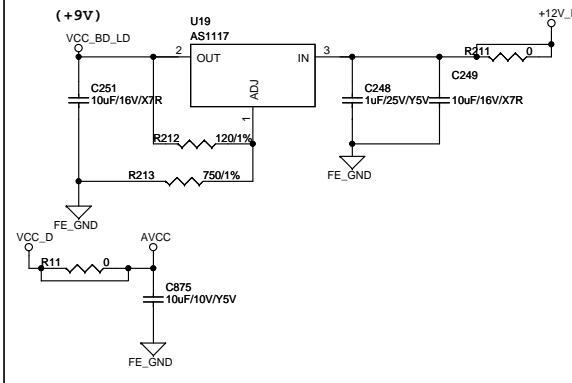 (+9V)
VCC_BD_LD
U19
AS1117
2
OUT
IN
3
ADJ
1
+12V_
R211
0
C251
10uF/16V/X7R
C248
1uF/25V/Y5V
C249
10uF/16V/X7R
R212
120/1%
R213
750/1%
FE_GND
FE_GND
VCC_D
AVCC
R11
0
C875
10uF/10V/Y5V
FE_GND